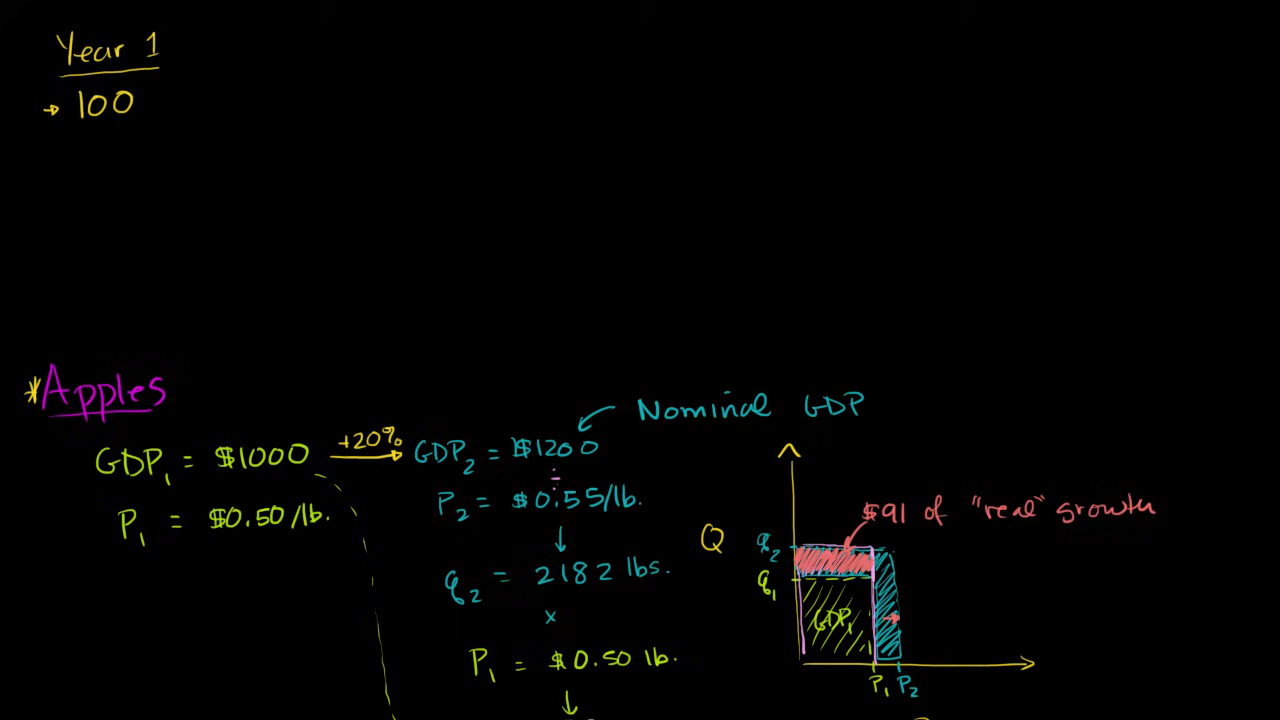 Year 1
→ 100
*Apples
GDP₁ = $1000
+20%
P₁ = $0.50/lb.
GDP₂ = $1200
÷
P₂ = $0.55/lb.
↓
q₂ = 2182 lbs.
x
P₁ = $0.50 lb.
↓
Nominal GDP
$91 of "real" growth
Q
q₂
q₁
GDP₁
P₁ P₂